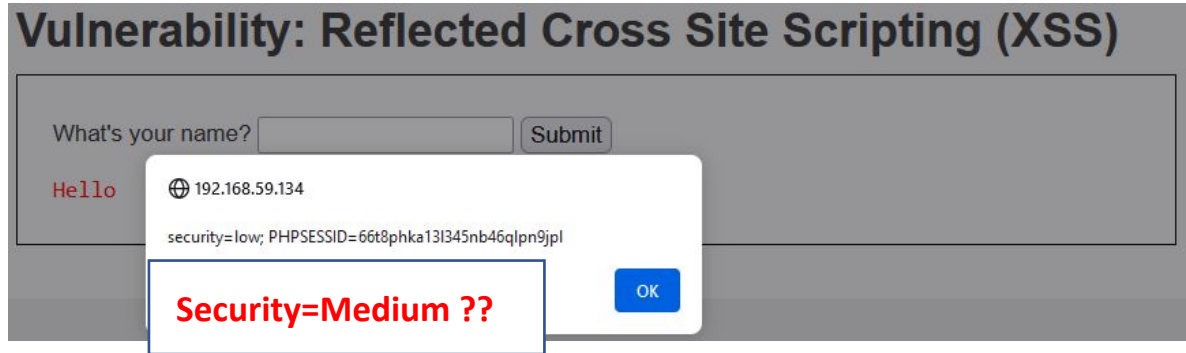 Vulnerability: Reflected Cross Site Scripting (XSS)
What's your name? Submit
Hello
192.168.59.134
security=low; PHPSESSID=66t8phka13l345nb46qlpn9jpl
OK
Security=Medium ??